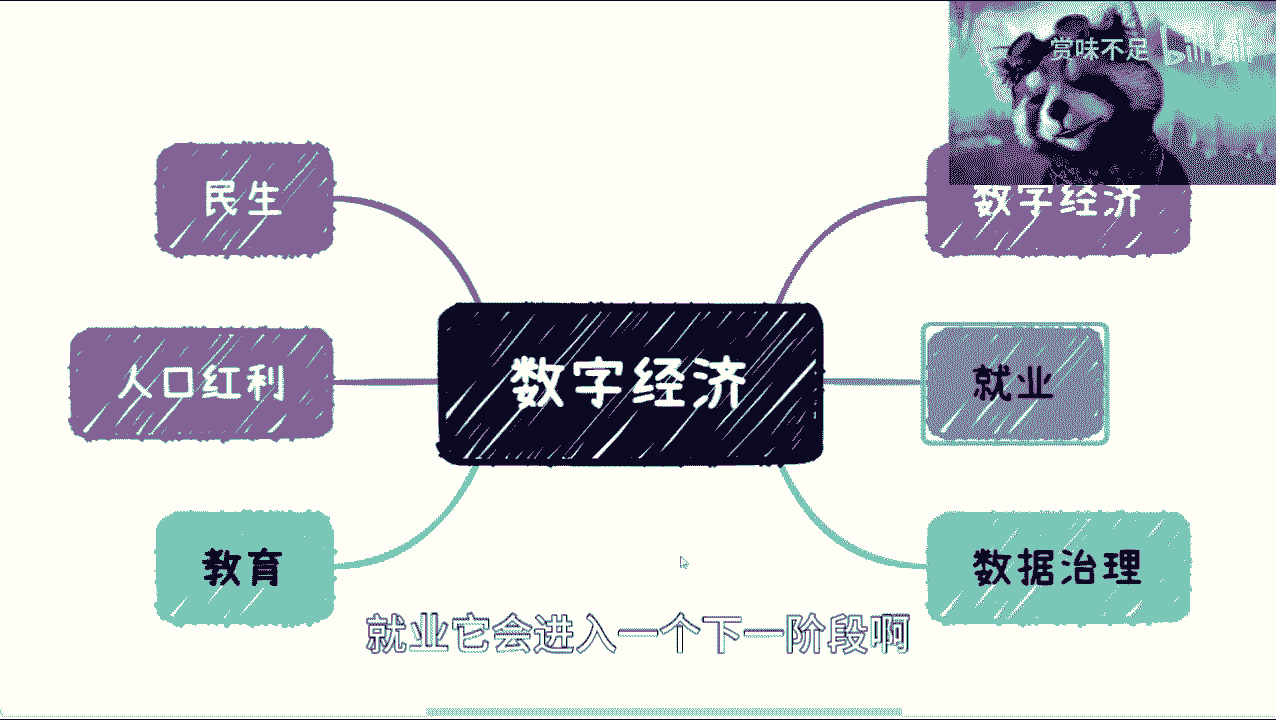 赏味不足 bilibili
民生
数字经济
人口红利
数字经济
就业
教育
数据治理
就业它会进入一个下一阶段啊